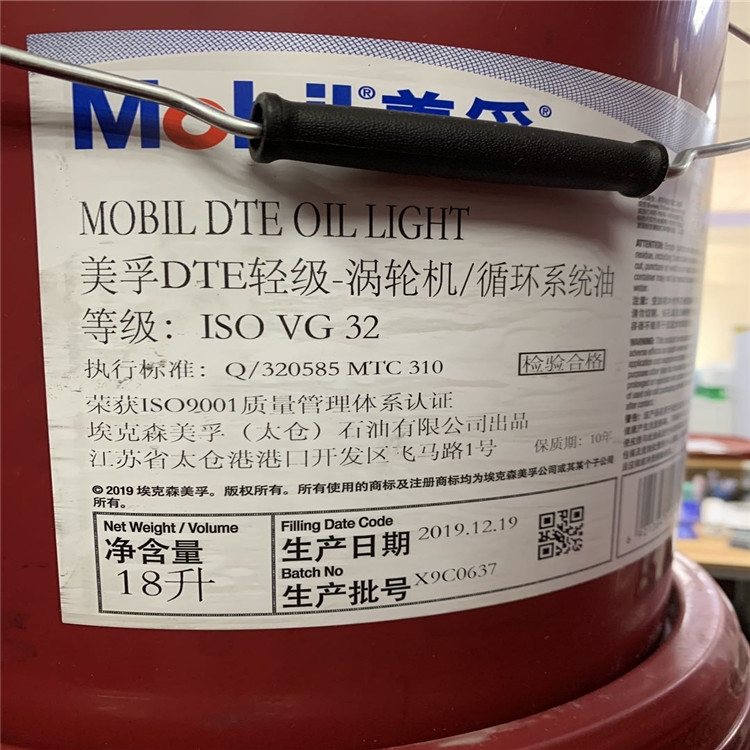 Mobil® 美孚®
MOBIL DTE OIL LIGHT
美孚DTE轻级-涡轮机/循环系统油
等级：ISO VG 32
执行标准：Q/320585 MTC 310
检验合格
荣获ISO9001质量管理体系认证
埃克森美孚（太仓）石油有限公司出品
江苏省太仓港港口开发区飞马路1号
保质期：10年
© 2019 埃克森美孚。版权所有。所有使用的商标及注册商标均为埃克森美孚公司或其某个子公司
所有。
Net Weight / Volume
净含量
18升
Filling Date Code
生产日期 2019.12.19
Batch No
生产批号 X9C0637
ATTENTION:
注意：